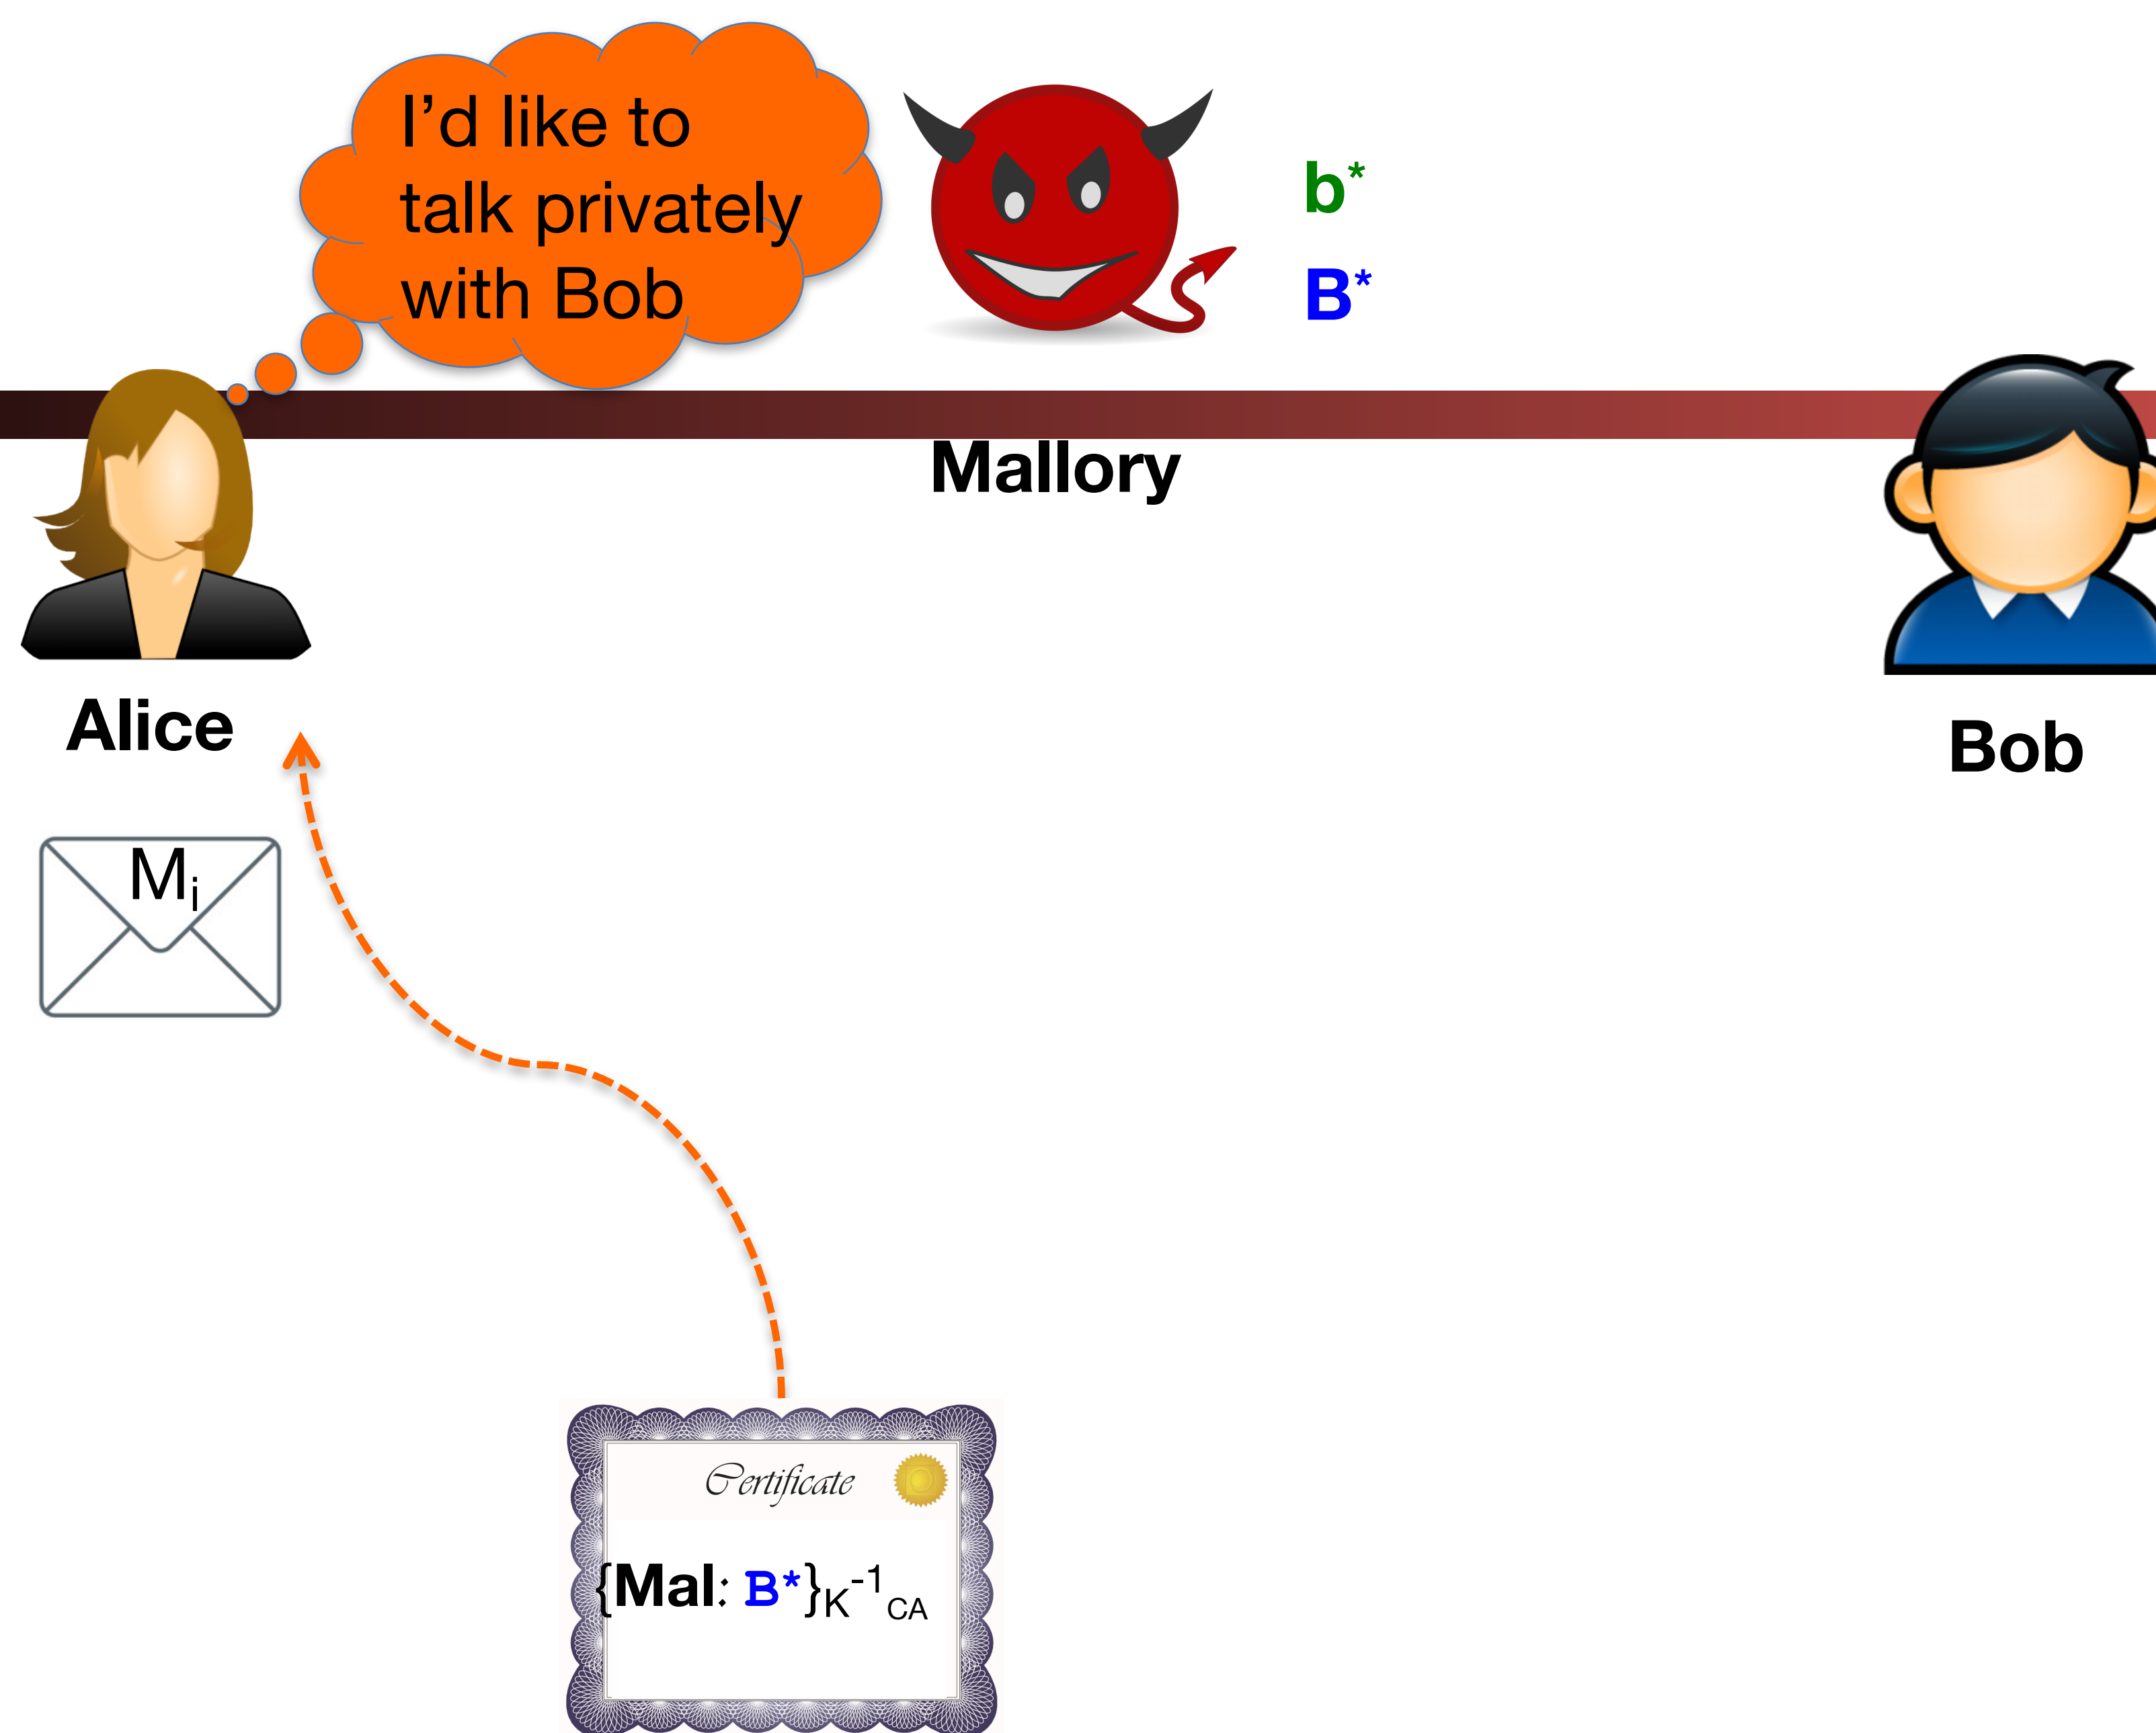 I’d like to
talk privately
with Bob
b*
B*
Mallory
Alice
Bob
Mi
Certificate
{Mal: B*}K-1CA